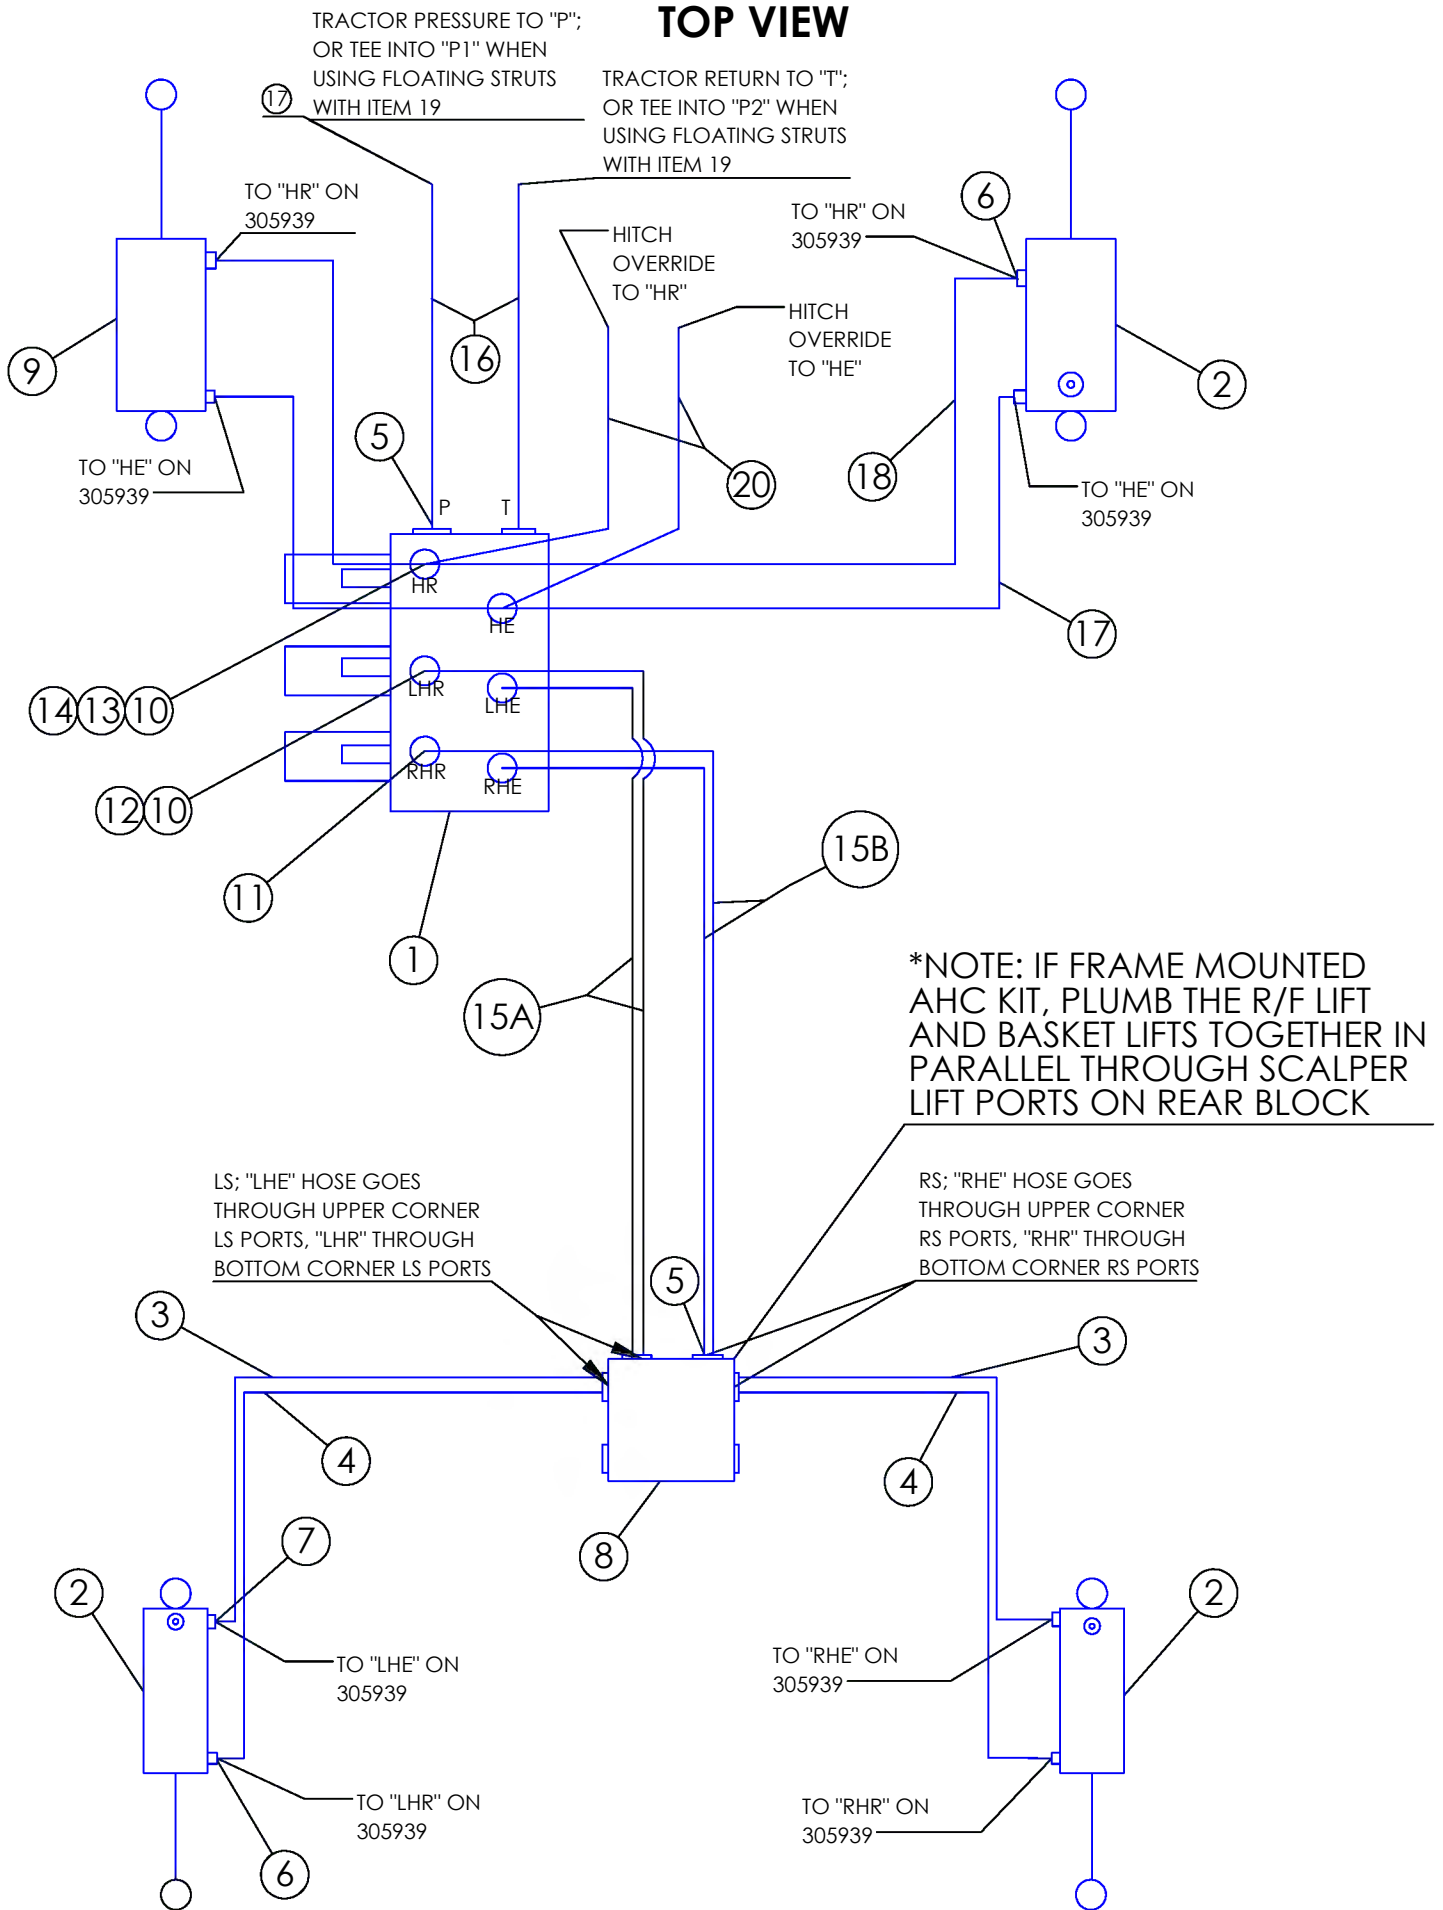 TOP VIEW
TRACTOR PRESSURE TO "P";
OR TEE INTO "P1" WHEN
USING FLOATING STRUTS
WITH ITEM 19
17
TRACTOR RETURN TO "T";
OR TEE INTO "P2" WHEN
USING FLOATING STRUTS
WITH ITEM 19
TO "HR" ON
305939
HITCH
OVERRIDE
TO "HR"
TO "HR" ON
305939
6
HITCH
OVERRIDE
TO "HE"
9
16
2
5
TO "HE" ON
305939
20
18
TO "HE" ON
305939
P
T
HR
HE
17
LHR
LHE
14
13
10
RHR
RHE
12
10
15B
11
1
15A
*NOTE: IF FRAME MOUNTED
AHC KIT, PLUMB THE R/F LIFT
AND BASKET LIFTS TOGETHER IN
PARALLEL THROUGH SCALPER
LIFT PORTS ON REAR BLOCK
LS; "LHE" HOSE GOES
THROUGH UPPER CORNER
LS PORTS, "LHR" THROUGH
BOTTOM CORNER LS PORTS
RS; "RHE" HOSE GOES
THROUGH UPPER CORNER
RS PORTS, "RHR" THROUGH
BOTTOM CORNER RS PORTS
5
3
3
4
4
8
7
2
2
TO "LHE" ON
305939
TO "RHE" ON
305939
TO "LHR" ON
305939
TO "RHR" ON
305939
6